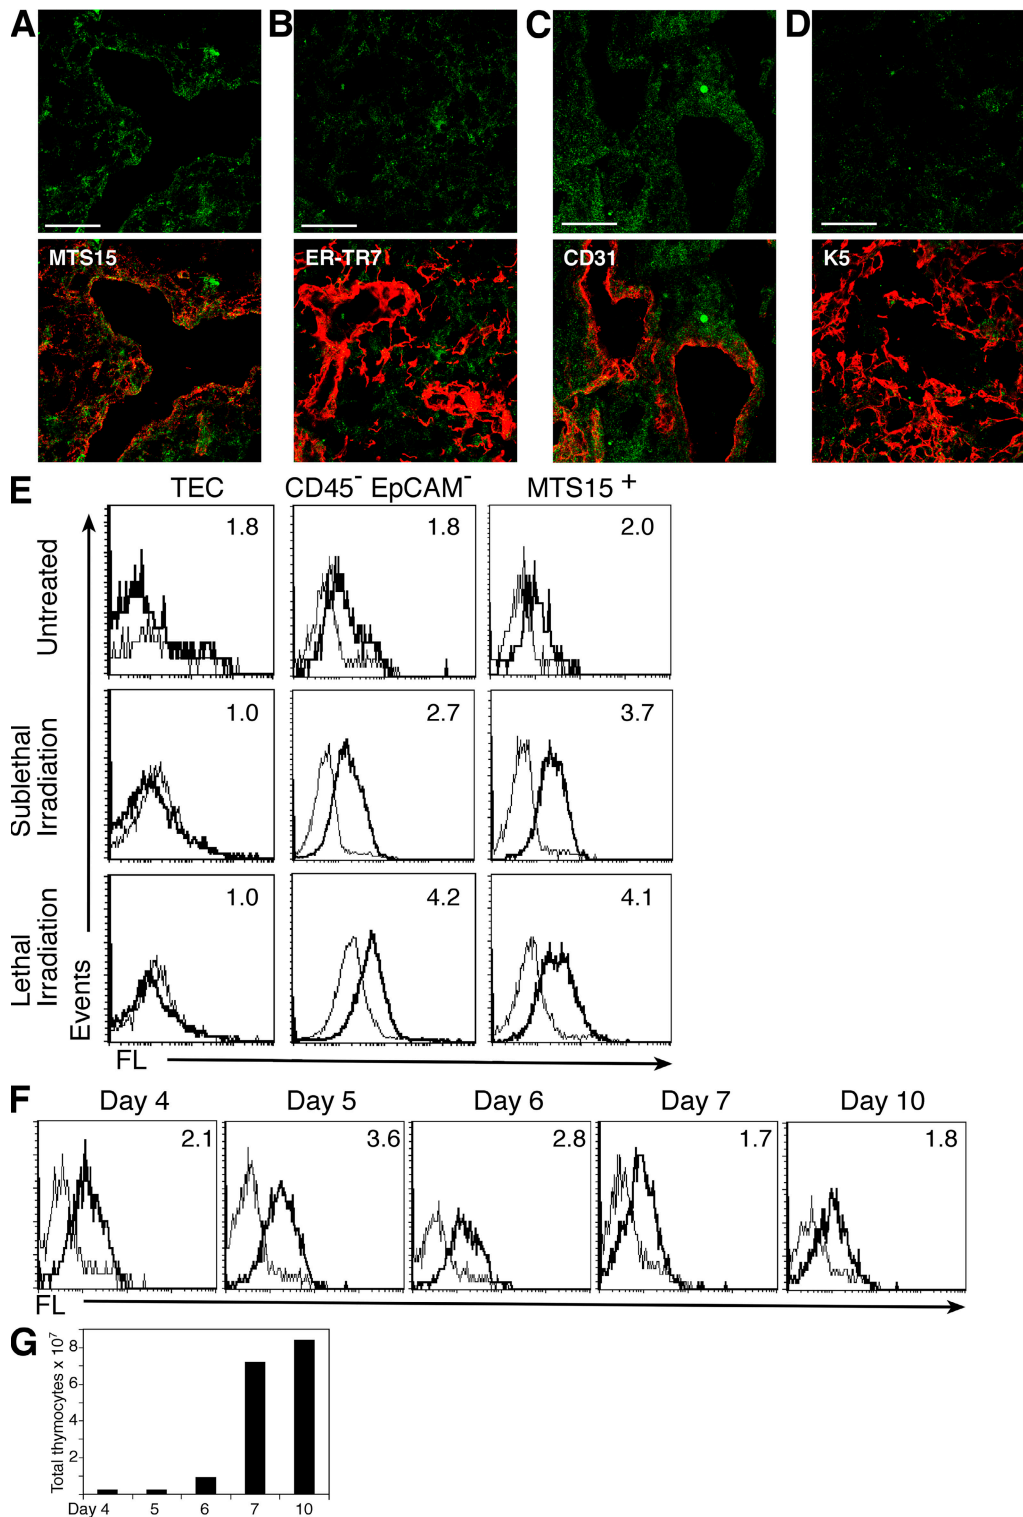 A B C D
MTS15 ER-TR7 CD31 K5
E TEC CD45⁻ EpCAM⁻ MTS15⁺
Untreated
1.8 1.8 2.0
Sublethal
Irradiation
1.0 2.7 3.7
Lethal
Irradiation
1.0 4.2 4.1
Events
FL
F Day 4 Day 5 Day 6 Day 7 Day 10
2.1 3.6 2.8 1.7 1.8
FL
G
Total thymocytes x 10⁷
8
6
4
2
Day 4 5 6 7 10